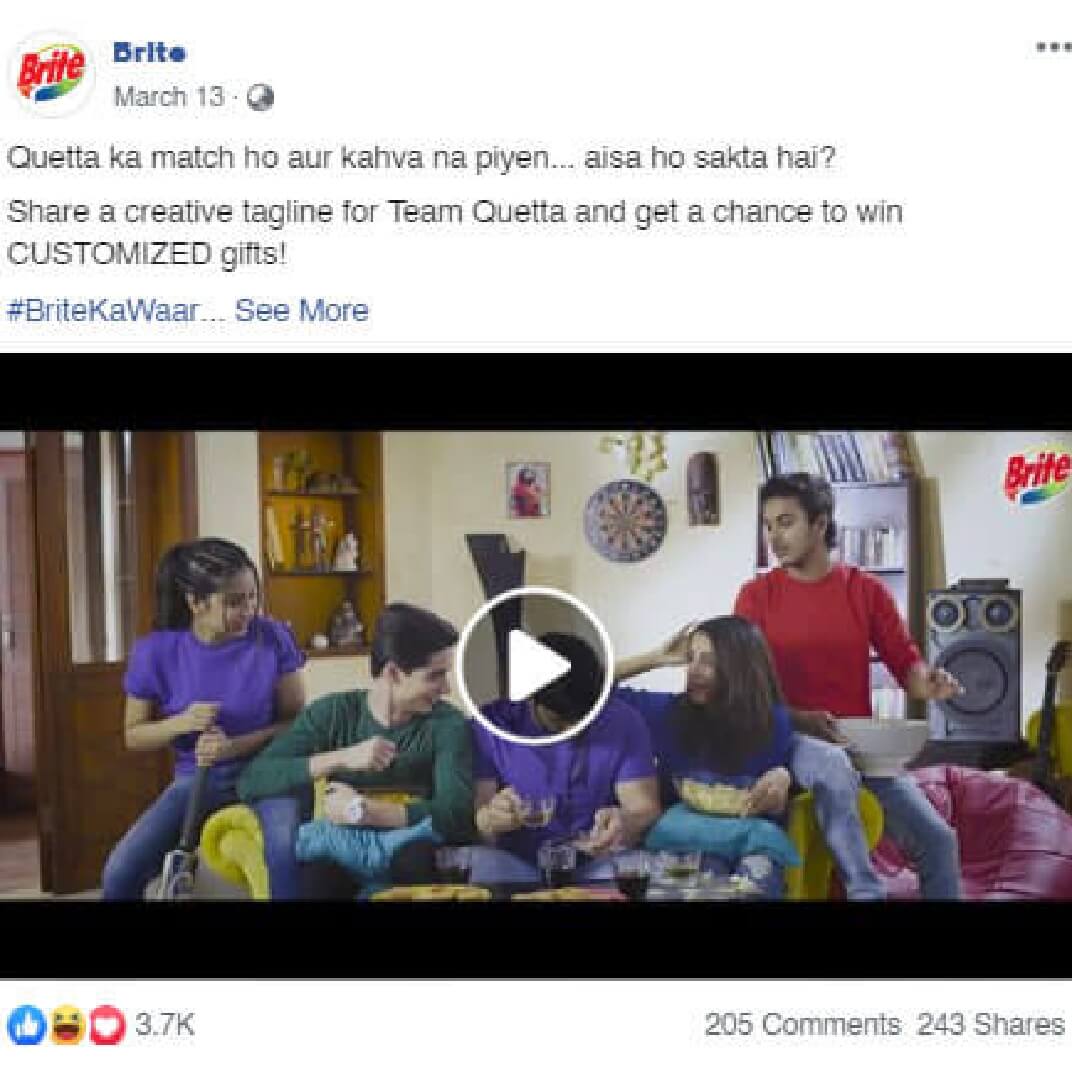 Brite
Brite
March 13 ·
Quetta ka match ho aur kahva na piyen... aisa ho sakta hai?
Share a creative tagline for Team Quetta and get a chance to win
CUSTOMIZED gifts!
#BriteKaWaar... See More
Brite
3.7K
205 Comments 243 Shares